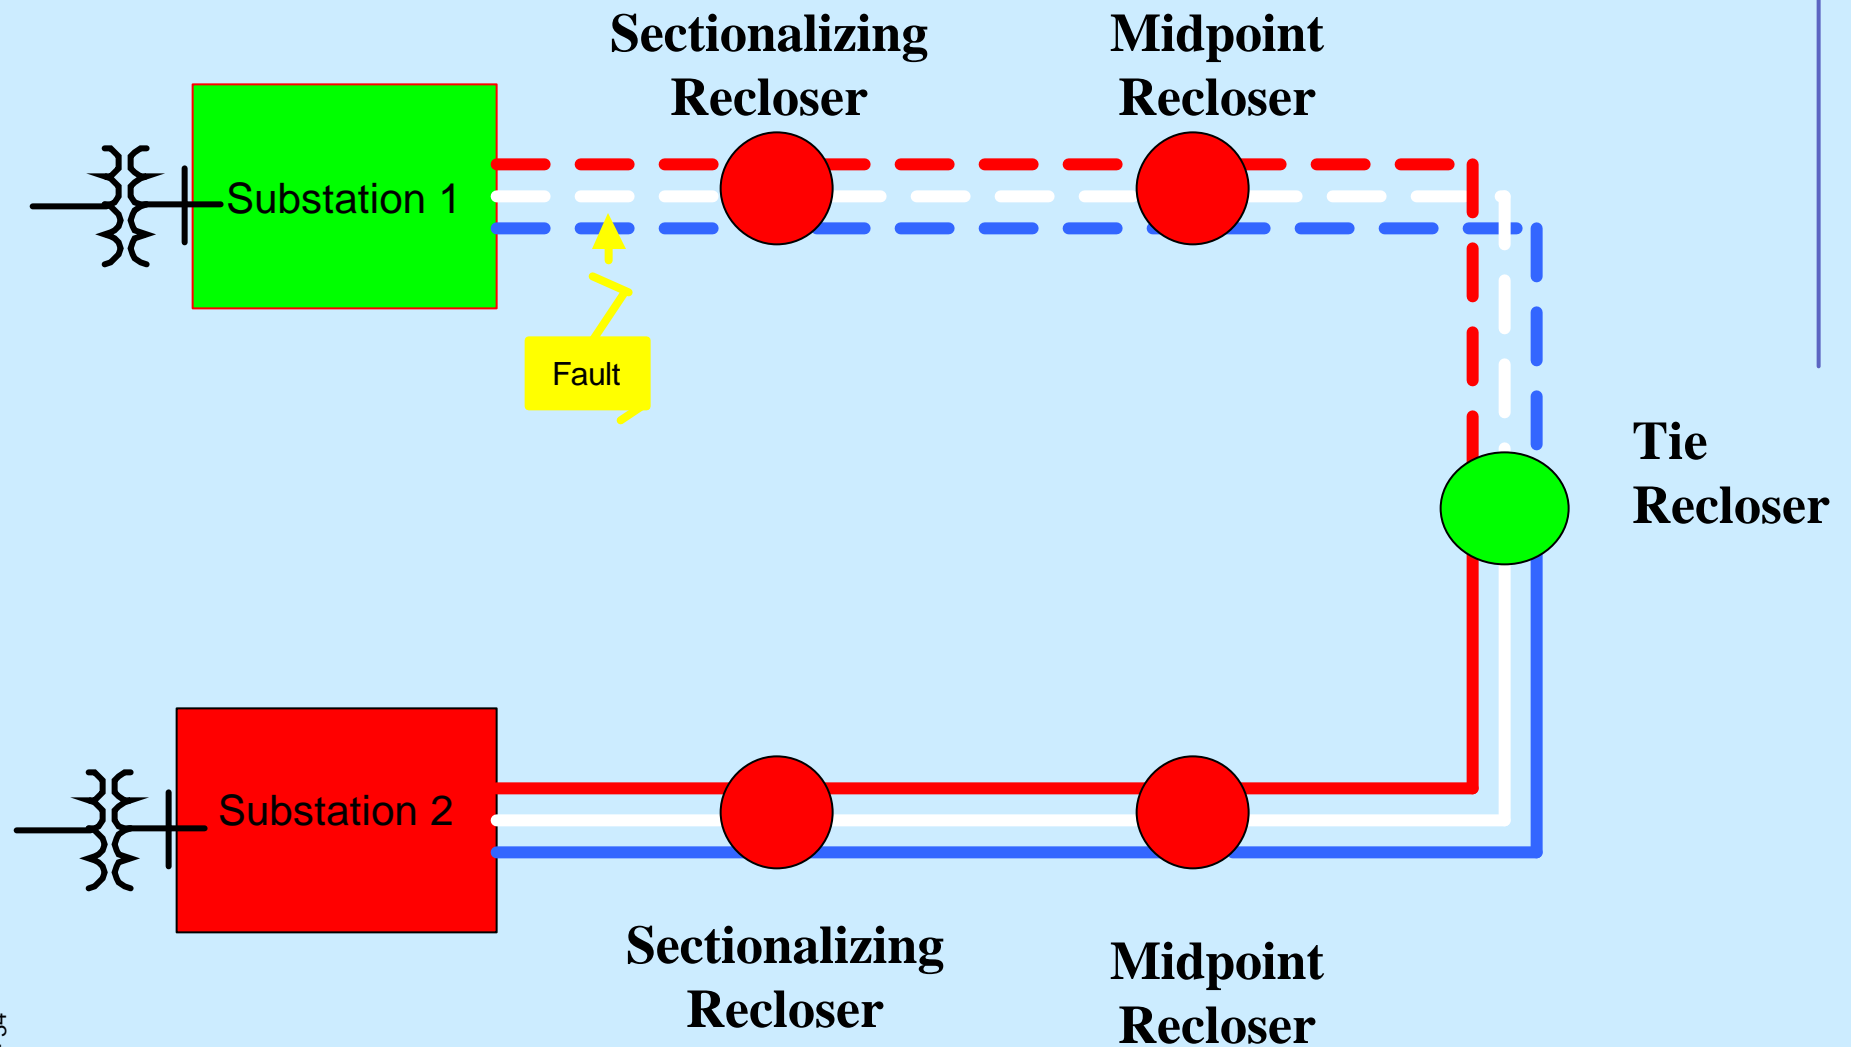 Sectionalizing
Recloser
Midpoint
Recloser
Substation 1
Fault
Tie
Recloser
Substation 2
Sectionalizing
Recloser
Midpoint
Recloser